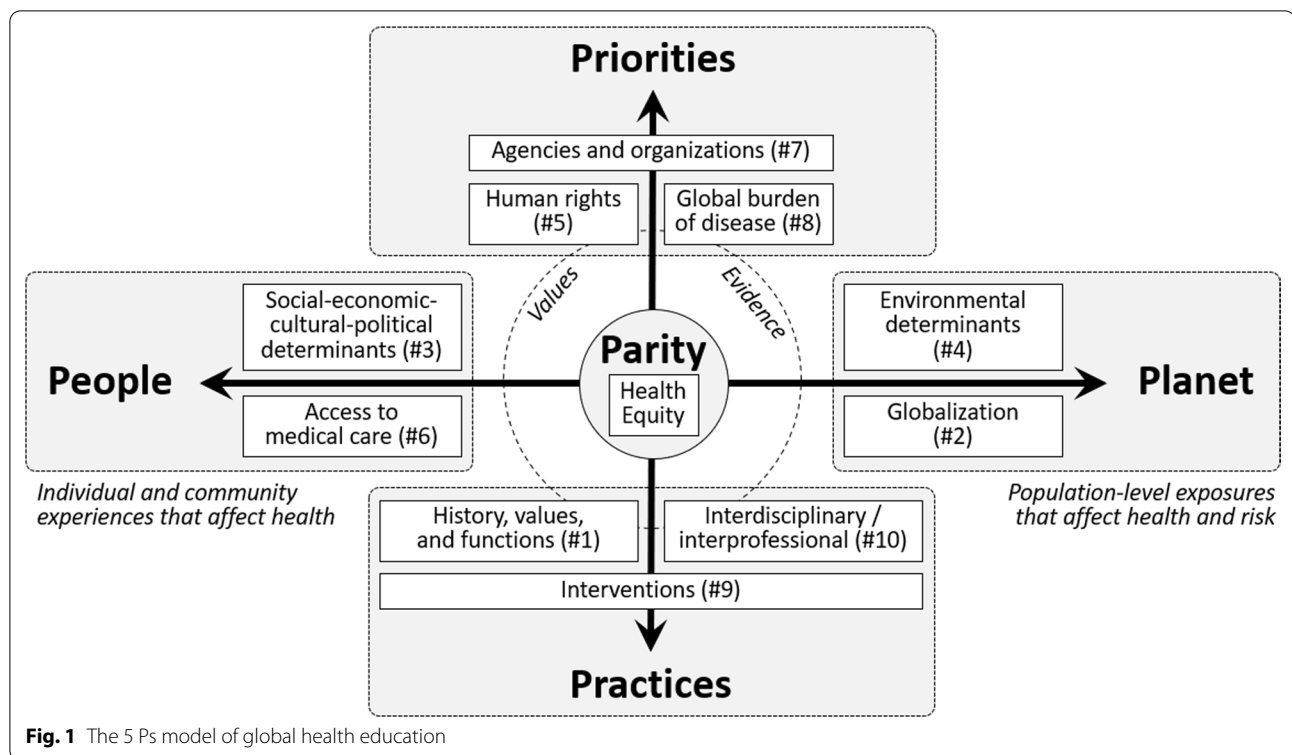 Priorities
Agencies and organizations (#7)
Human rights
(#5)
Global burden
of disease (#8)
Values
Evidence
Social-economic-
cultural-political
determinants (#3)
People
Access to
medical care (#6)
Individual and community
experiences that affect health
Parity
Health
Equity
Environmental
determinants
(#4)
Planet
Globalization
(#2)
Population-level exposures
that affect health and risk
History, values,
and functions (#1)
Interdisciplinary /
interprofessional (#10)
Interventions (#9)
Practices
Fig. 1 The 5 Ps model of global health education